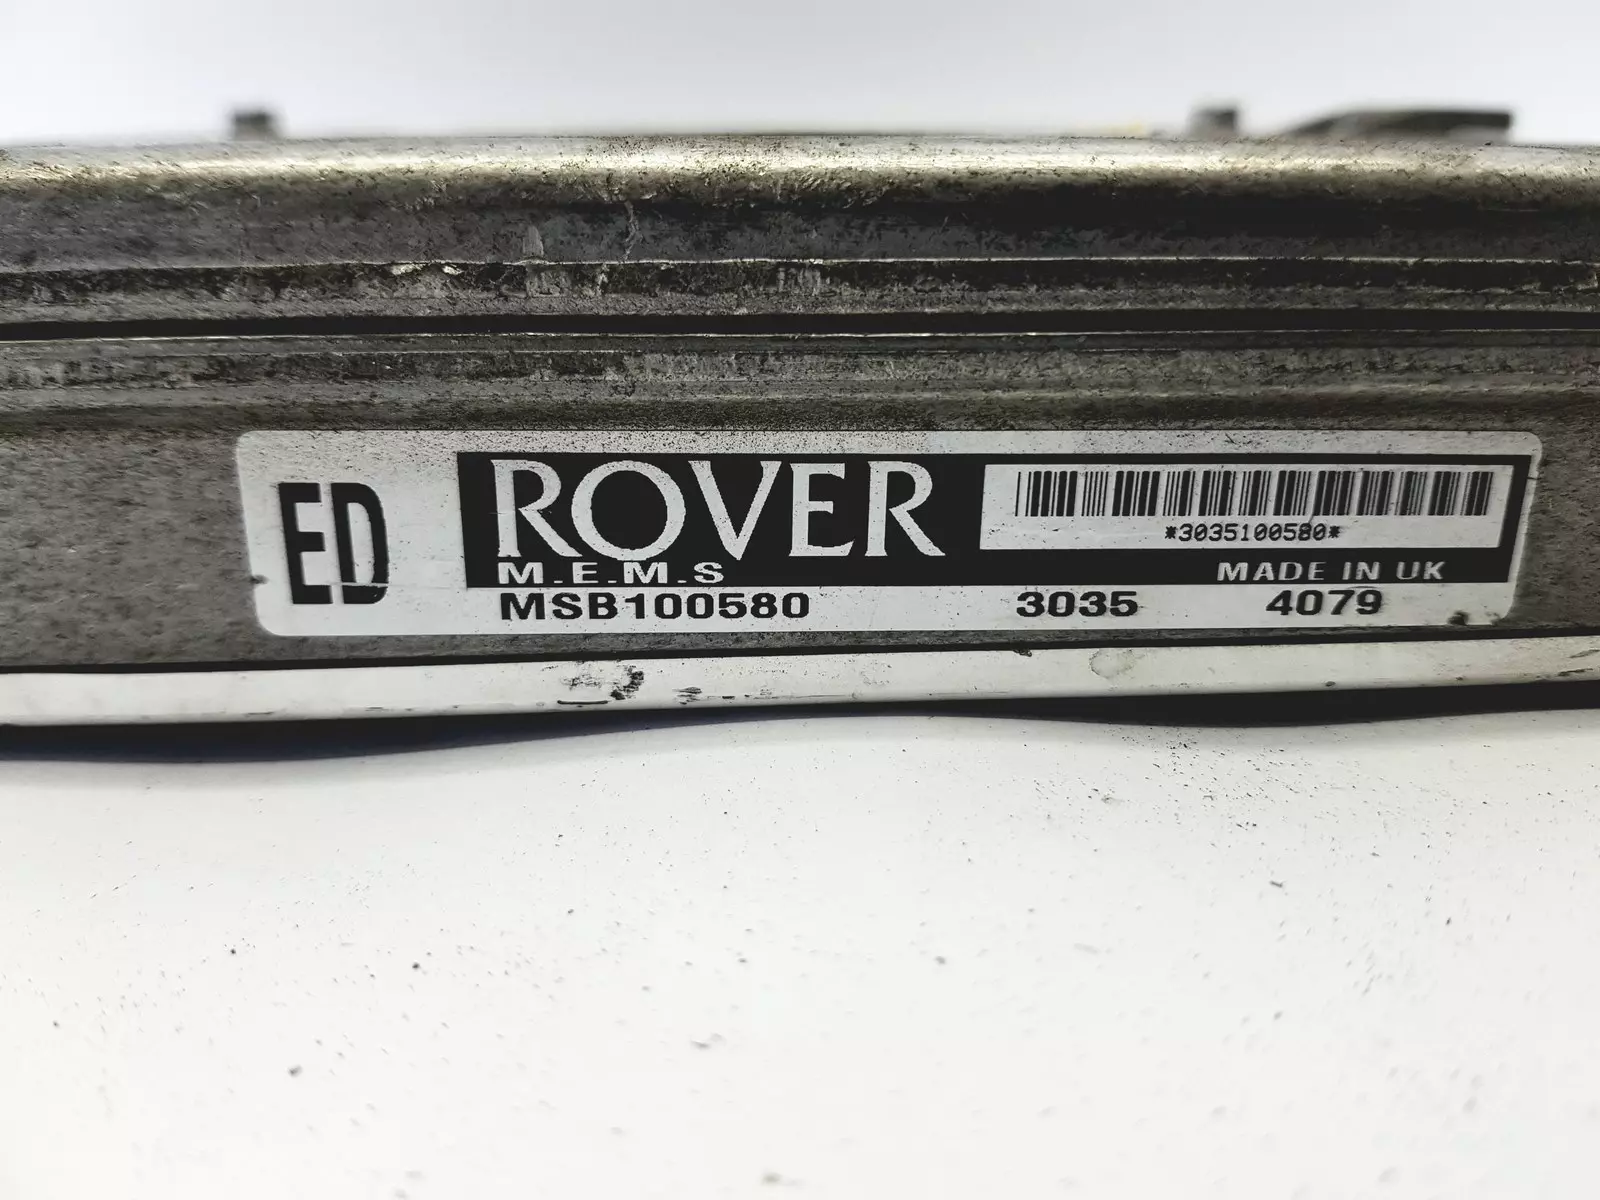 ED
ROVER
*3035100580*
M.E.M.S
MADE IN UK
MSB100580 3035 4079